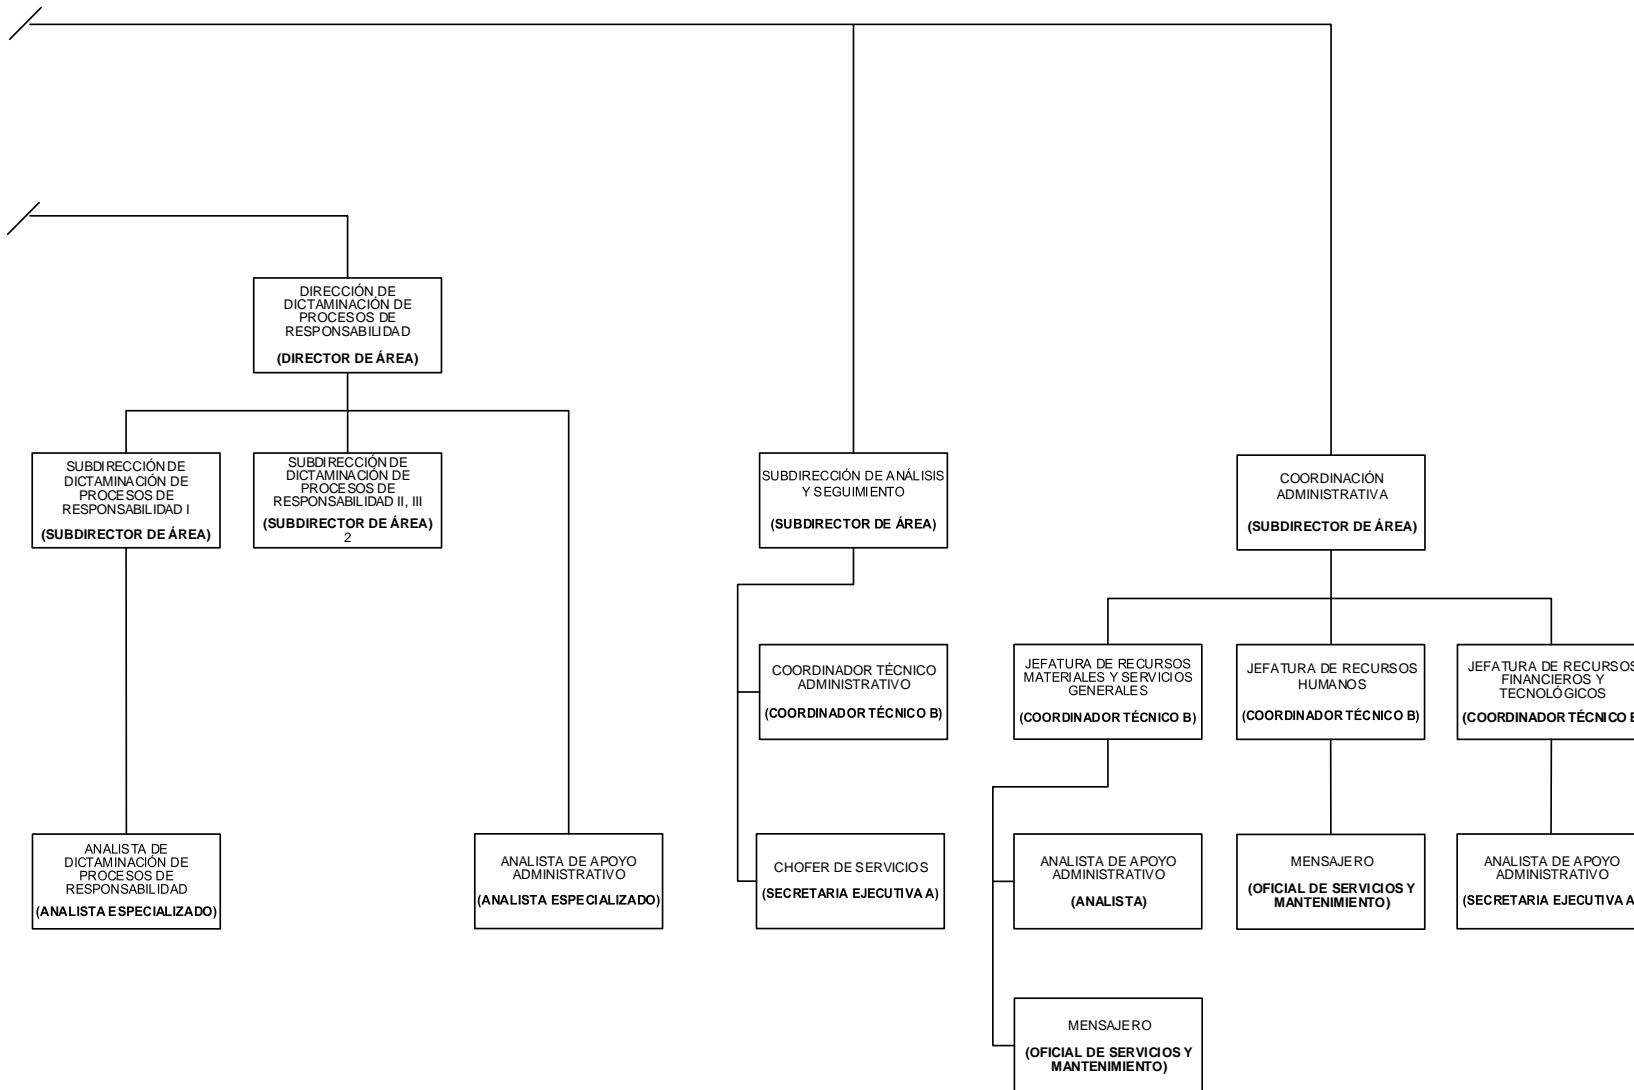 DIRECCIÓN DE
DICTAMINACIÓN DE
PROCESOS DE
RESPONSABILIDAD
(DIRECTOR DE ÁREA)
SUBDIRECCIÓN DE
DICTAMINACIÓN DE
PROCESOS DE
RESPONSABILIDAD I
(SUBDIRECTOR DE ÁREA)
SUBDIRECCIÓN DE
DICTAMINACIÓN DE
PROCESOS DE
RESPONSABILIDAD II, III
(SUBDIRECTOR DE ÁREA)
2
SUBDIRECCIÓN DE ANÁLISIS
Y SEGUIMIENTO
(SUBDIRECTOR DE ÁREA)
COORDINACIÓN
ADMINISTRATIVA
(SUBDIRECTOR DE ÁREA)
COORDINADOR TÉCNICO
ADMINISTRATIVO
(COORDINADOR TÉCNICO B)
JEFATURA DE RECURSOS
MATERIALES Y SERVICIOS
GENERALES
(COORDINADOR TÉCNICO B)
JEFATURA DE RECURSOS
HUMANOS
(COORDINADOR TÉCNICO B)
JEFATURA DE RECURSOS
FINANCIEROS Y
TECNOLÓGICOS
(COORDINADOR TÉCNICO B
ANALISTA DE
DICTAMINACIÓN DE
PROCESOS DE
RESPONSABILIDAD
(ANALISTA ESPECIALIZADO)
ANALISTA DE APOYO
ADMINISTRATIVO
(ANALISTA ESPECIALIZADO)
CHOFER DE SERVICIOS
(SECRETARIA EJECUTIVA A)
ANALISTA DE APOYO
ADMINISTRATIVO
(ANALISTA)
MENSAJERO
(OFICIAL DE SERVICIOS Y
MANTENIMIENTO)
ANALISTA DE APOYO
ADMINISTRATIVO
(SECRETARIA EJECUTIVA A
MENSAJERO
(OFICIAL DE SERVICIOS Y
MANTENIMIENTO)